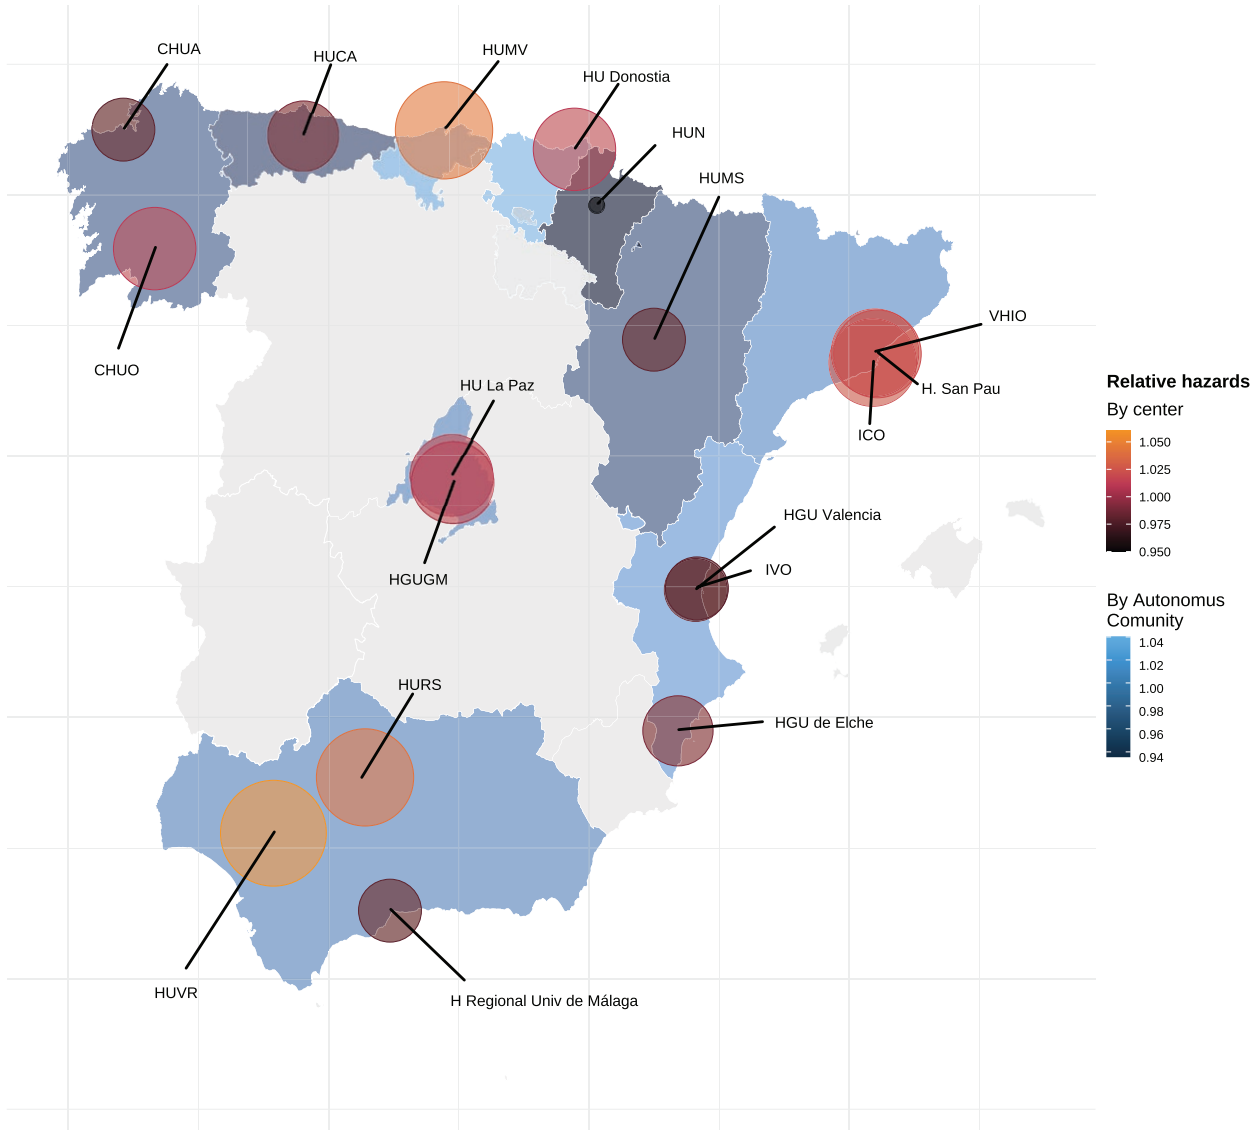 CHUA
HUCA
HUMV
HU Donostia
HUN
HUMS
VHIO
CHUO
HU La Paz
H. San Pau
ICO
HGU Valencia
IVO
HGUGM
HURS
HGU de Elche
HUVR
H Regional Univ de Málaga
Relative hazards
By center
1.050
1.025
1.000
0.975
0.950
By Autonomus
Comunity
1.04
1.02
1.00
0.98
0.96
0.94